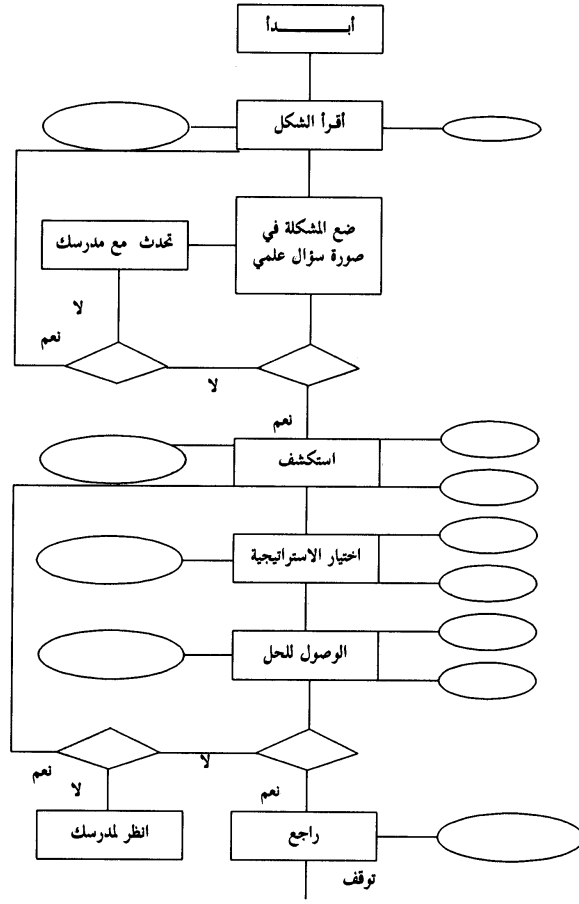 أبـــــــدأ
أقرأ الشكل
ضع المشكلة في
صورة سؤال علمي
تحدث مع مدرسك
لا
نعم
لا
نعم
استكشف
اختيار الاستراتيجية
الوصول للحل
لا
نعم
لا
نعم
انظر لمدرسك
راجع
توقف